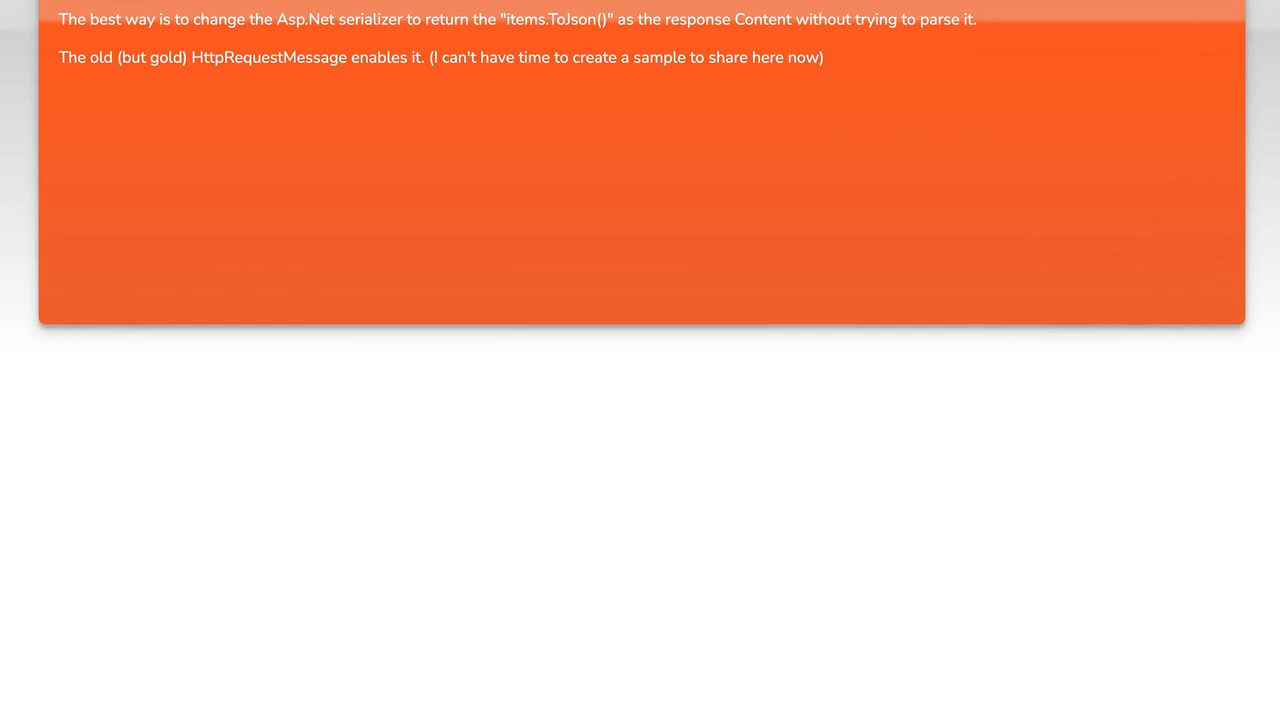 The best way is to change the Asp.Net serializer to return the "items.ToJson()" as the response Content without trying to parse it.
The old (but gold) HttpRequestMessage enables it. (I can't have time to create a sample to share here now)